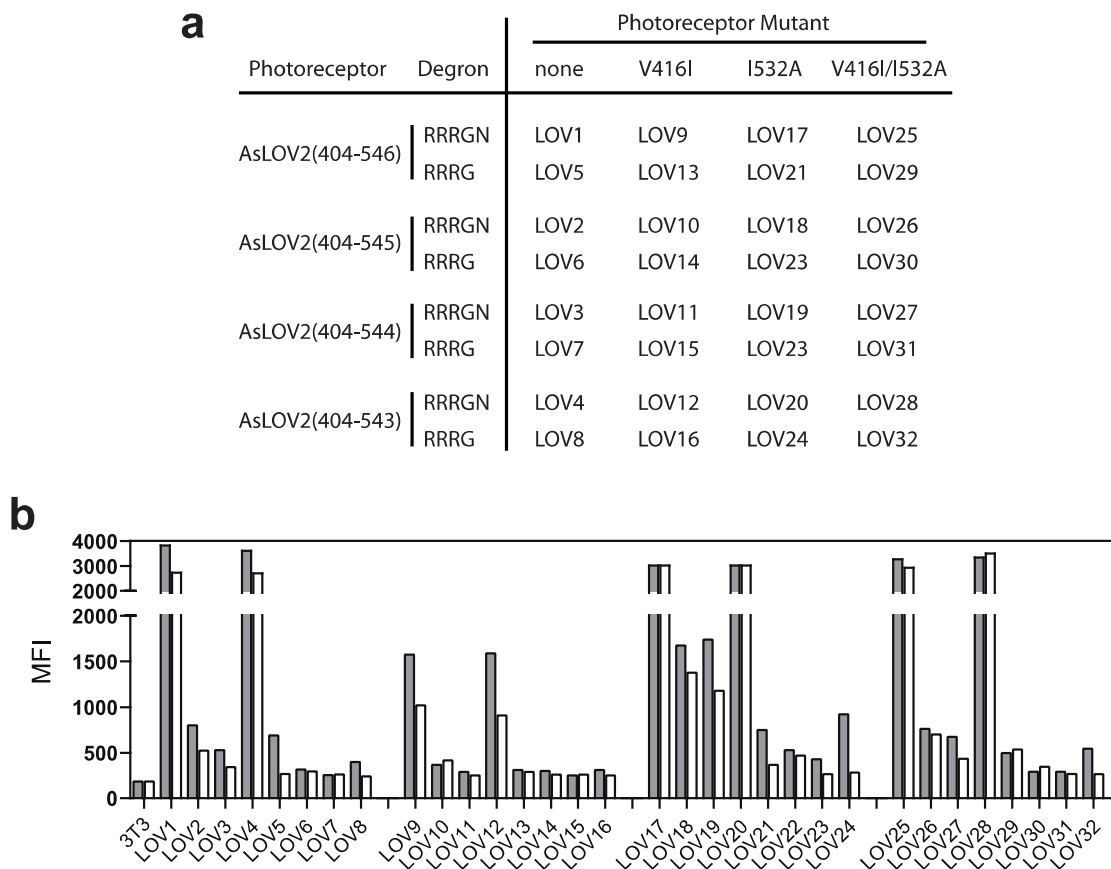 a
Photoreceptor Mutant
Photoreceptor Degron none V416I I532A V416I/I532A
AsLOV2(404-546) RRRGN LOV1 LOV9 LOV17 LOV25
RRRG LOV5 LOV13 LOV21 LOV29
AsLOV2(404-545) RRRGN LOV2 LOV10 LOV18 LOV26
RRRG LOV6 LOV14 LOV23 LOV30
AsLOV2(404-544) RRRGN LOV3 LOV11 LOV19 LOV27
RRRG LOV7 LOV15 LOV23 LOV31
AsLOV2(404-543) RRRGN LOV4 LOV12 LOV20 LOV28
RRRG LOV8 LOV16 LOV24 LOV32
b
MFI
4000
3000
2000
2000
1500
1000
500
0
3T3 LOV1 LOV2 LOV3 LOV4 LOV5 LOV6 LOV7 LOV8 LOV9 LOV10 LOV11 LOV12 LOV13 LOV14 LOV15 LOV16 LOV17 LOV18 LOV19 LOV20 LOV21 LOV22 LOV23 LOV24 LOV25 LOV26 LOV27 LOV28 LOV29 LOV30 LOV31 LOV32